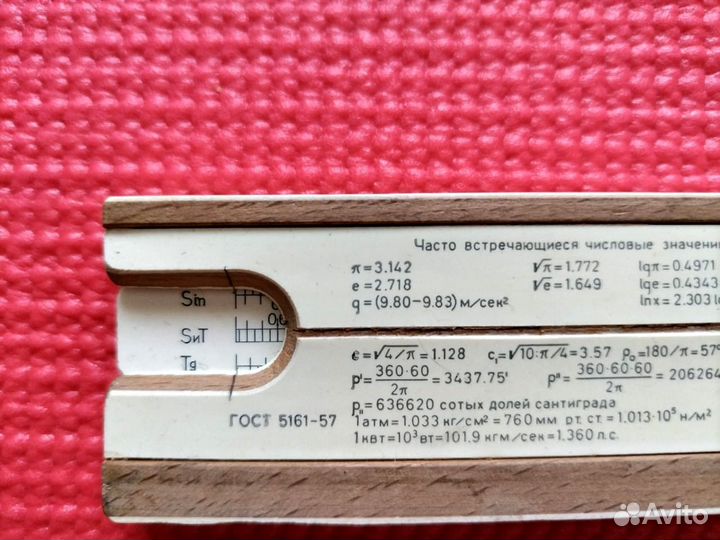 Часто встречающиеся числовые значени
π=3.142 √π=1.772 lgπ=0.4971
e=2.718 √e=1.649 lge=0.4343
g=(9.80-9.83)м/сек² lnx=2.303l
Sin
SиT
Tg
c=√4/π=1.128 c₁=√10:π/4=3.57 ρ₀=180/π=57°
ρ'=360·60/2π=3437.75' ρ"=360·60·60/2π=206264
ρ,,=636620 сотых долей сантиграда
ГОСТ 5161-57
1атм=1.033 кг/см²=760мм рт. ст.=1.013·10⁵ н/м²
1квт=10³вт=101.9 кгм/сек=1.360 л.с.
Avito